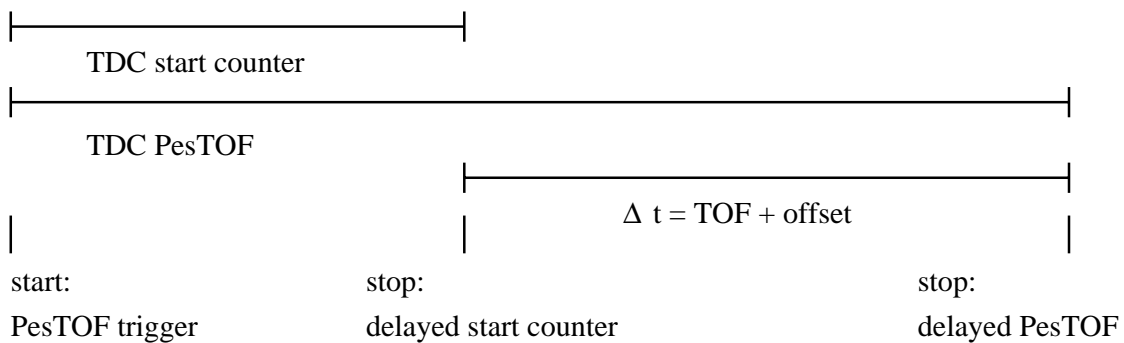 TDC start counter
TDC PesTOF
Δ t = TOF + offset
start: stop: stop:
PesTOF trigger delayed start counter delayed PesTOF